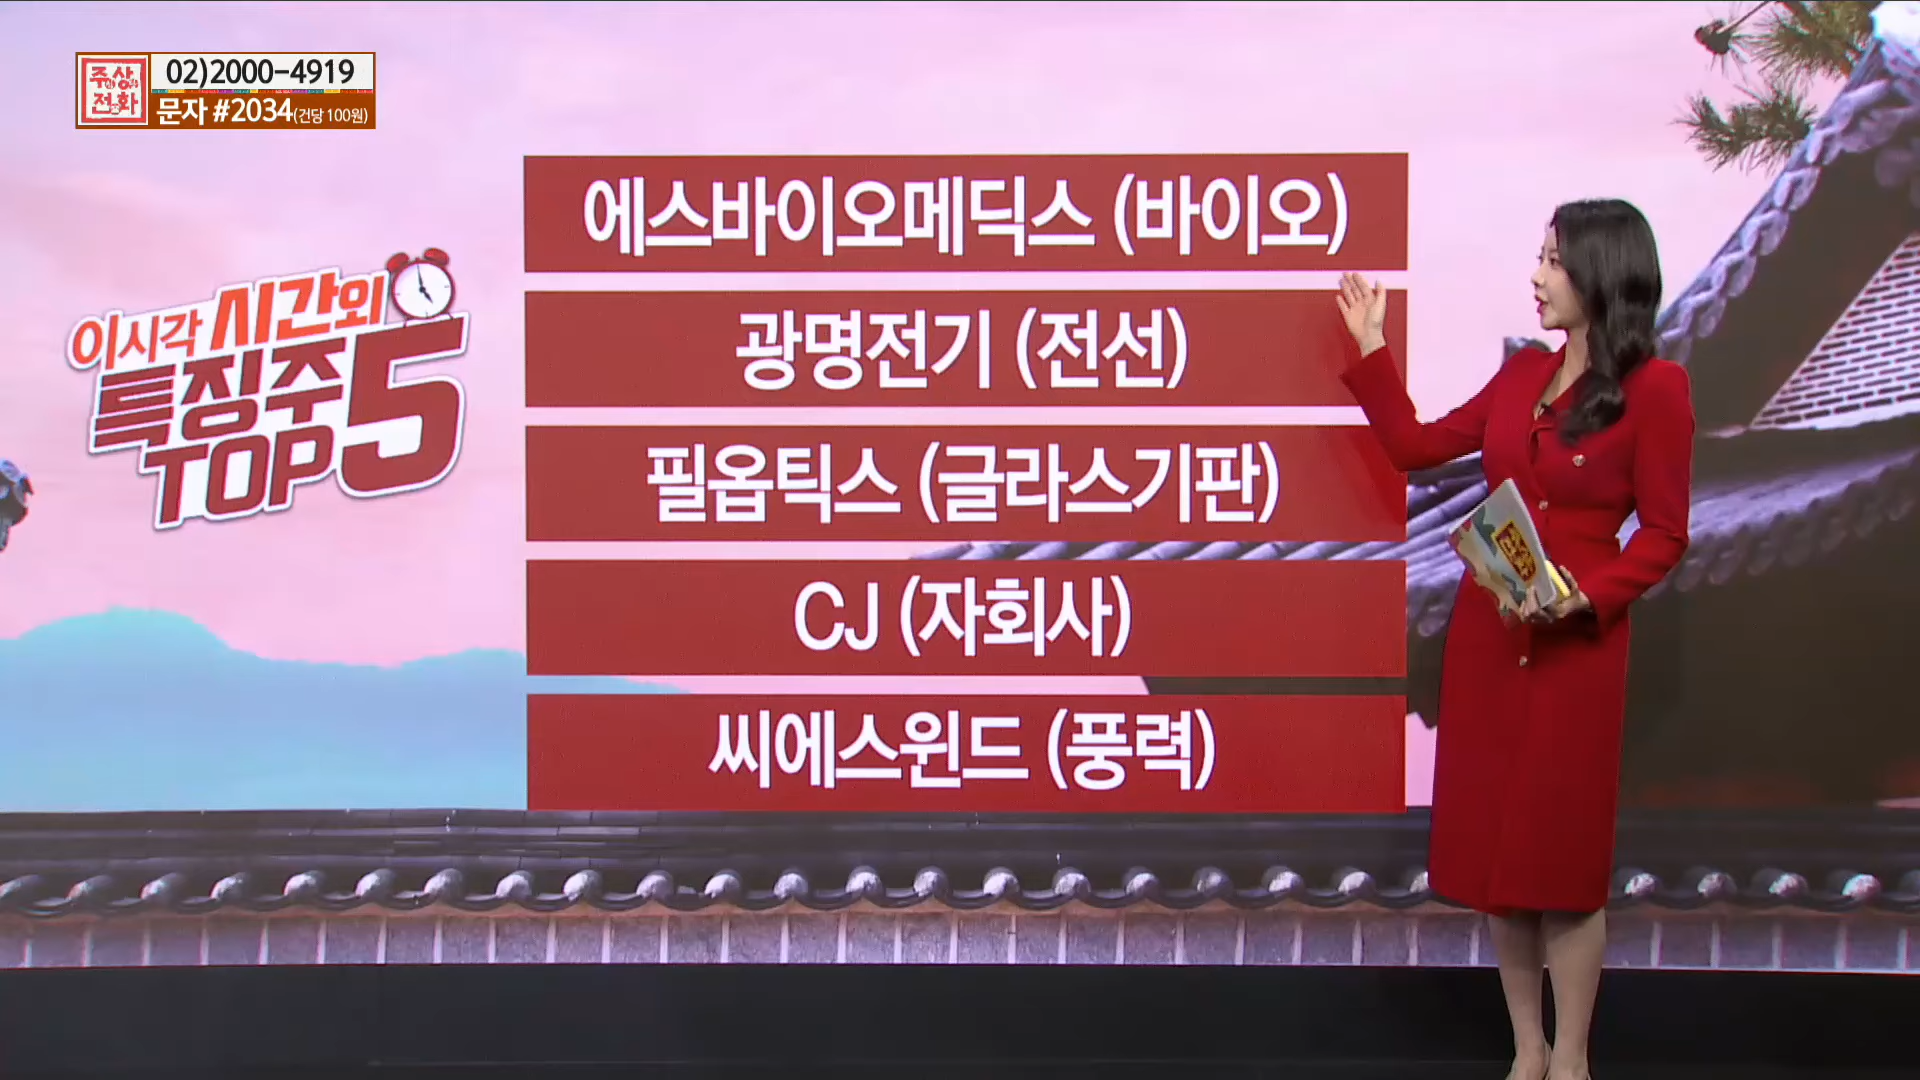 주상
전화
02)2000-4919
문자 #2034(건당 100원)
이시각 시간외
특징주
TOP5
에스바이오메딕스 (바이오)
광명전기 (전선)
필옵틱스 (글라스기판)
CJ (자회사)
씨에스윈드 (풍력)